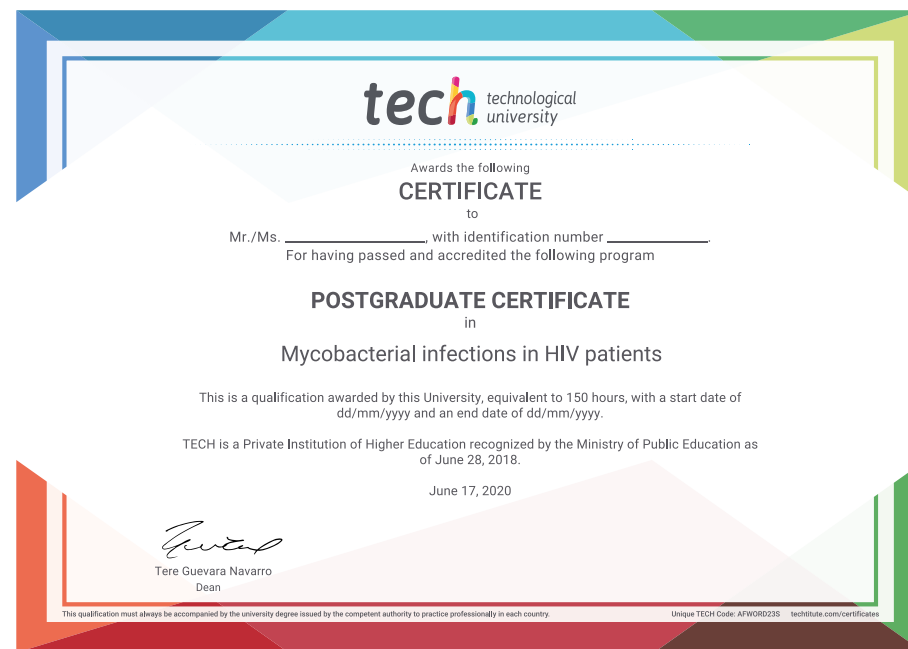 tech technological
university
Awards the following
CERTIFICATE
to
Mr./Ms. ____________________, with identification number ______________.
For having passed and accredited the following program
POSTGRADUATE CERTIFICATE
in
Mycobacterial infections in HIV patients
This is a qualification awarded by this University, equivalent to 150 hours, with a start date of
dd/mm/yyyy and an end date of dd/mm/yyyy.
TECH is a Private Institution of Higher Education recognized by the Ministry of Public Education as
of June 28, 2018.
June 17, 2020
Tere Guevara Navarro
Dean
This qualification must always be accompanied by the university degree issued by the competent authority to practice professionally in each country. Unique TECH Code: AFWORD23S techtitute.com/certificates